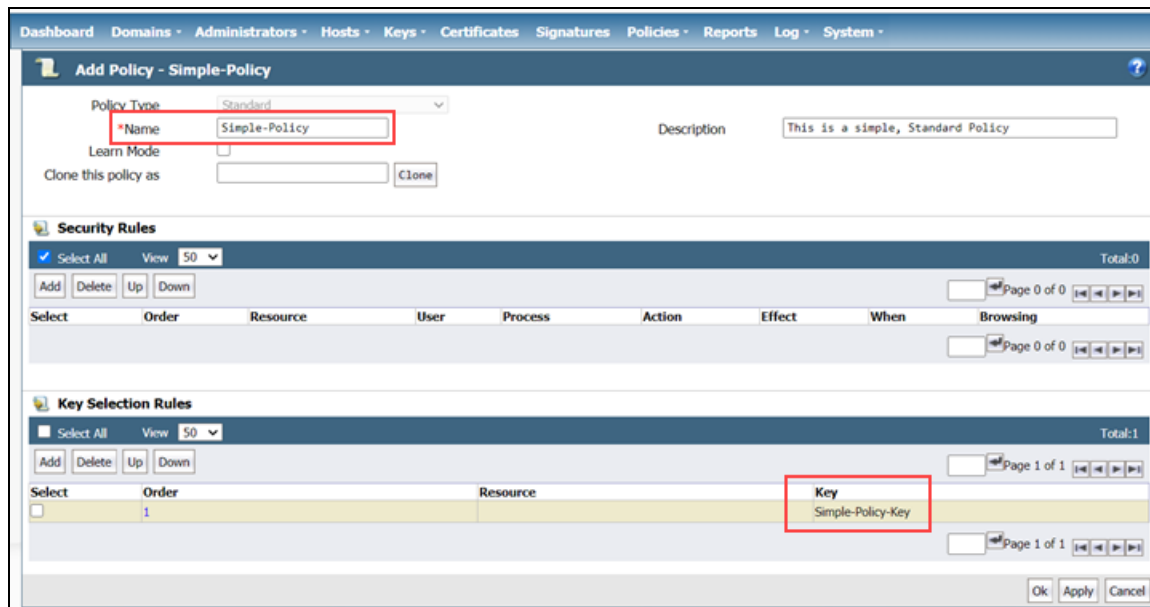 Dashboard Domains Administrators Hosts Keys Certificates Signatures Policies Reports Log System
Add Policy - Simple-Policy ?
Policy Type Standard
*Name Simple-Policy Description This is a simple, Standard Policy
Learn Mode
Clone this policy as Clone
Security Rules
Select All View 50 Total:0
Add Delete Up Down Page 0 of 0
Select Order Resource User Process Action Effect When Browsing
Page 0 of 0
Key Selection Rules
Select All View 50 Total:1
Add Delete Up Down Page 1 of 1
Select Order Resource Key
1 Simple-Policy-Key
Page 1 of 1
Ok Apply Cancel